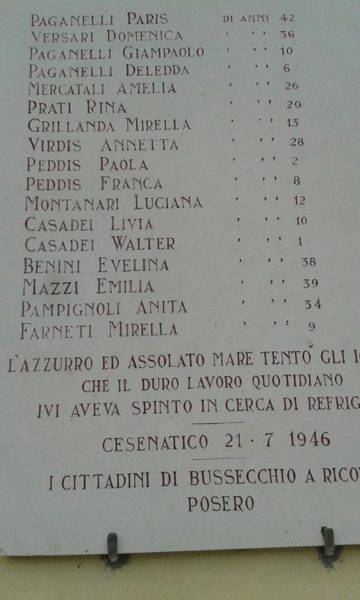 PAGANELLI PARIS DI ANNI 42
VERSARI DOMENICA ' ' ' 36
PAGANELLI GIAMPAOLO ' ' ' 10
PAGANELLI DELEDDA ' ' ' 6
MERCATALI AMELIA ' ' ' 26
PRATI RINA ' ' ' 20
GRILLANDA MIRELLA ' ' ' 13
VIRDIS ANNETTA ' ' ' 28
PEDDIS PAOLA ' ' ' 2
PEDDIS FRANCA ' ' ' 8
MONTANARI LUCIANA ' ' ' 12
CASADEI LIVIA ' ' ' 10
CASADEI WALTER ' ' ' 1
BENINI EVELINA ' ' ' 38
MAZZI EMILIA ' ' ' 39
PAMPIGNOLI ANITA ' ' ' 34
FARNETI MIRELLA ' ' ' 9
L'AZZURRO ED ASSOLATO MARE TENTO GLI
CHE IL DURO LAVORO QUOTIDIANO
IVI AVEVA SPINTO IN CERCA DI REFRIG
CESENATICO 21 · 7 1946
I CITTADINI DI BUSSECCHIO A RICO
POSERO